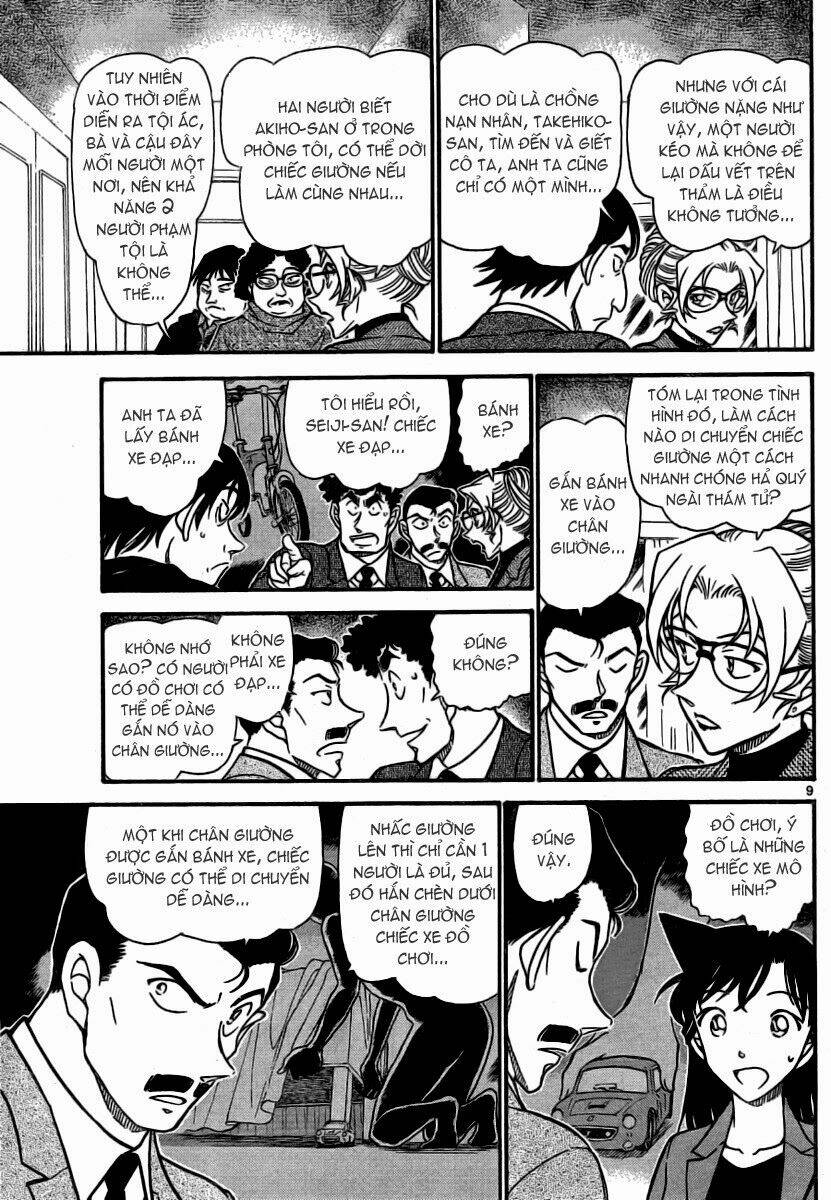 NHƯNG VỚI CÁI
GIƯỜNG NẶNG NHƯ
VẬY, MỘT NGƯỜI
KÉO MÀ KHÔNG ĐỂ
LẠI DẤU VẾT TRÊN
THẢM LÀ ĐIỀU
KHÔNG TƯỞNG...
CHO DÙ LÀ CHỒNG
NẠN NHÂN, TAKEHIKO-
SAN, TÌM ĐẾN VÀ GIẾT
CÔ TA, ANH TA CŨNG
CHỈ CÓ MỘT MÌNH...
HAI NGƯỜI BIẾT
AKIHO-SAN Ở TRONG
PHÒNG TÔI, CÓ THỂ DỜI
CHIẾC GIƯỜNG NẾU
LÀM CÙNG NHAU...
TUY NHIÊN
VÀO THỜI ĐIỂM
DIỄN RA TỘI ÁC,
BÀ VÀ CẬU ĐÂY
MỖI NGƯỜI MỘT
NƠI, NÊN KHẢ
NĂNG 2
NGƯỜI PHẠM
TỘI LÀ
KHÔNG
THỂ...
TÓM LẠI TRONG TÌNH
HÌNH ĐÓ, LÀM CÁCH
NÀO DI CHUYỂN CHIẾC
GIƯỜNG MỘT CÁCH
NHANH CHÓNG HẢ QUÝ
NGÀI THÁM TỬ?
GẮN BÁNH
XE VÀO
CHÂN
GIƯỜNG...
BÁNH
XE?
TÔI HIỂU RỒI,
SEIJI-SAN! CHIẾC
XE ĐẠP...
ANH TA ĐÃ
LẤY BÁNH
XE ĐẠP...
ĐÚNG
KHÔNG?
KHÔNG
PHẢI XE
ĐẠP...
KHÔNG NHỚ
SAO? CÓ NGƯỜI
CÓ ĐỒ CHƠI CÓ
THỂ DỄ DÀNG
GẮN NÓ VÀO
CHÂN GIƯỜNG...
9
ĐỒ CHƠI, Ý
BỐ LÀ NHỮNG
CHIẾC XE MÔ
HÌNH?
ĐÚNG
VẬY.
NHẤC GIƯỜNG
LÊN THÌ CHỈ CẦN 1
NGƯỜI LÀ ĐỦ, SAU
ĐÓ HẮN CHÈN DƯỚI
CHÂN GIƯỜNG
CHIẾC XE ĐỒ
CHƠI...
MỘT KHI CHÂN GIƯỜNG
ĐƯỢC GẮN BÁNH XE, CHIẾC
GIƯỜNG CÓ THỂ DI CHUYỂN
DỄ DÀNG...